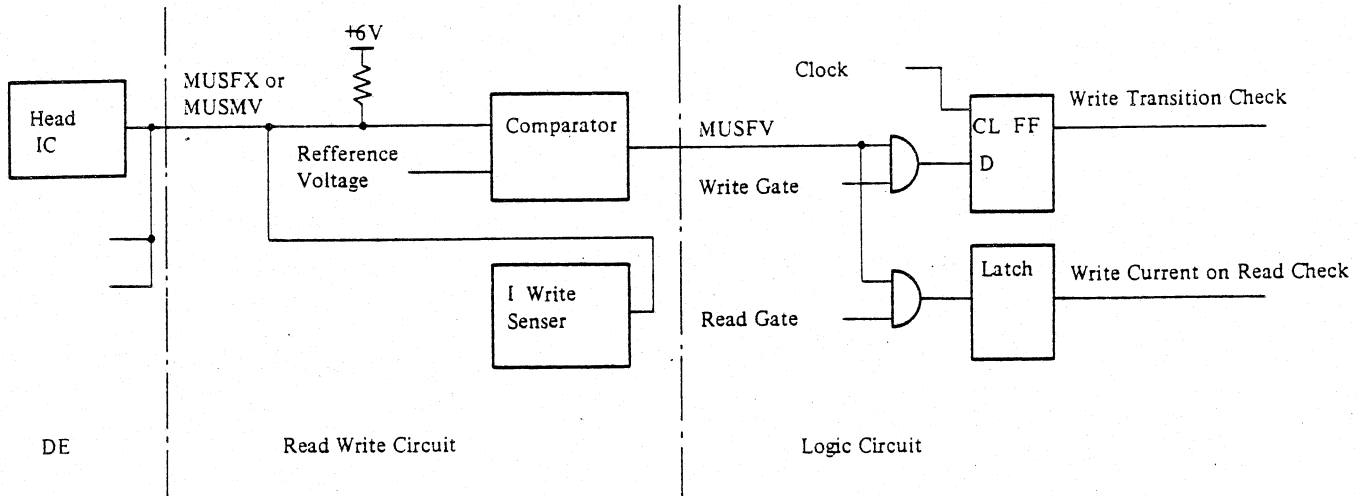 +6V
Clock
MUSFX or
MUSMV
Write Transition Check
Head
IC
Comparator
CL FF
MUSFV
Refference
Voltage
D
Write Gate
Latch
Write Current on Read Check
I Write
Senser
Read Gate
DE
Read Write Circuit
Logic Circuit